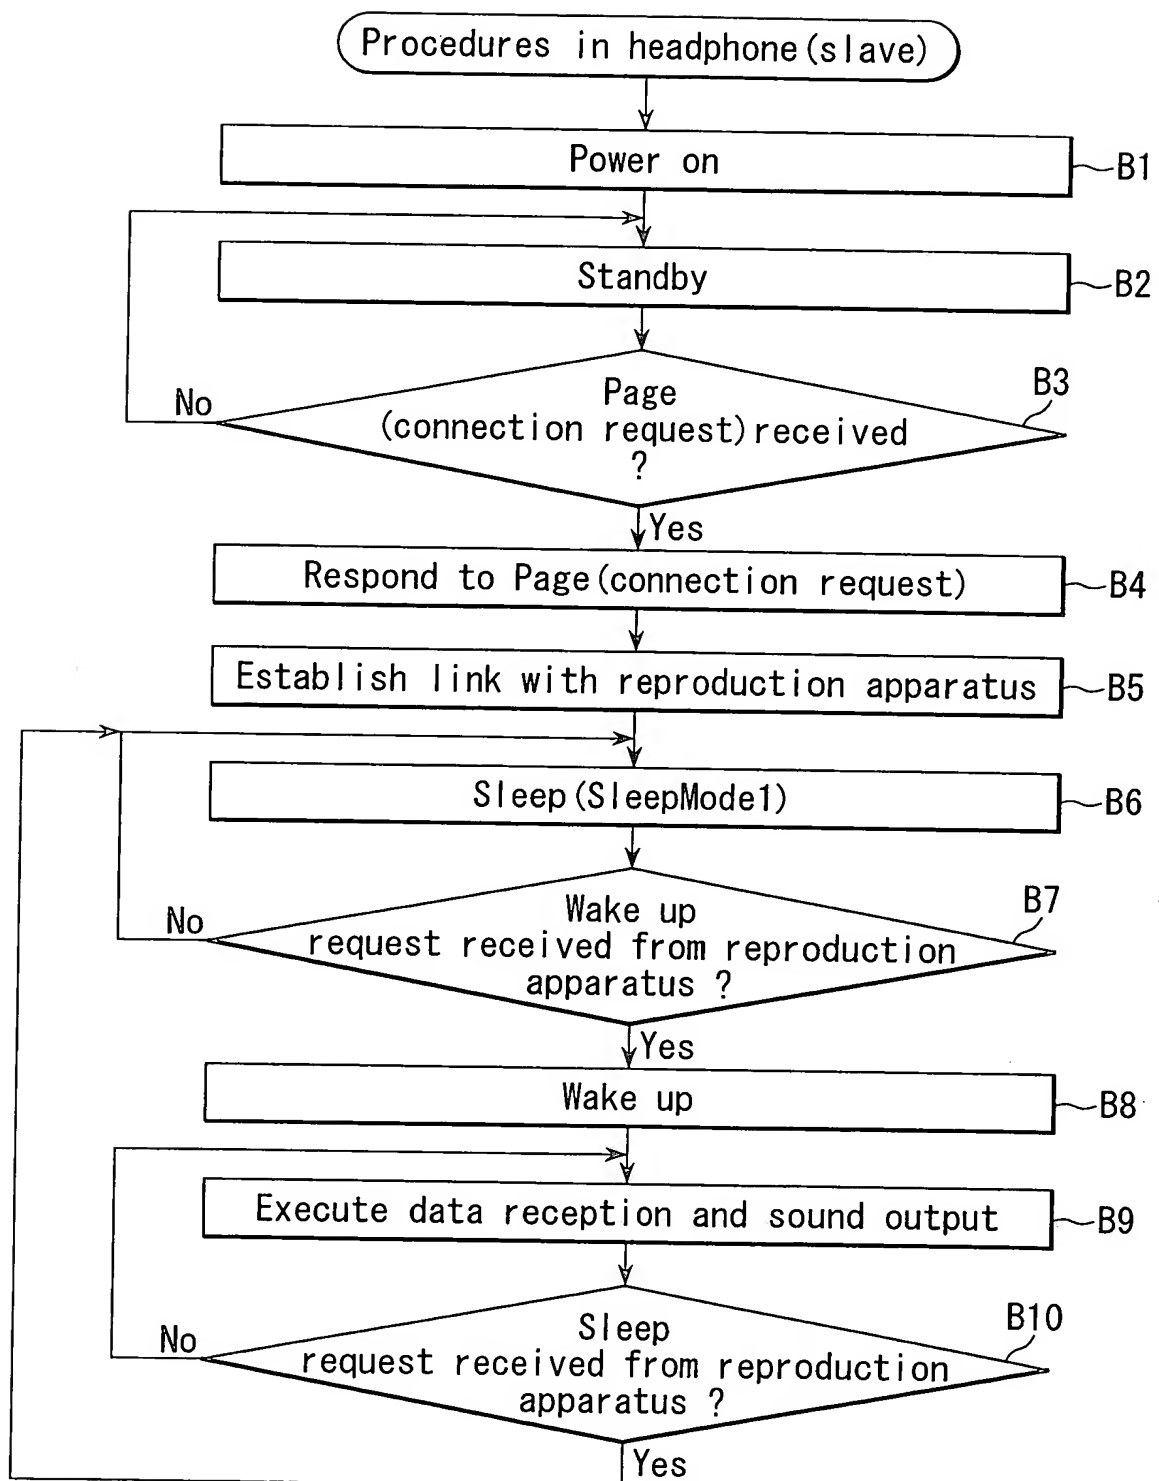 Procedures in headphone(slave)
Power on
B1
Standby
B2
B3
No
Page
(connection request)received
?
Yes
Respond to Page(connection request)
B4
Establish link with reproduction apparatus
B5
Sleep(SleepMode1)
B6
B7
No
Wake up
request received from reproduction
apparatus ?
Yes
Wake up
B8
Execute data reception and sound output
B9
B10
No
Sleep
request received from reproduction
apparatus ?
Yes